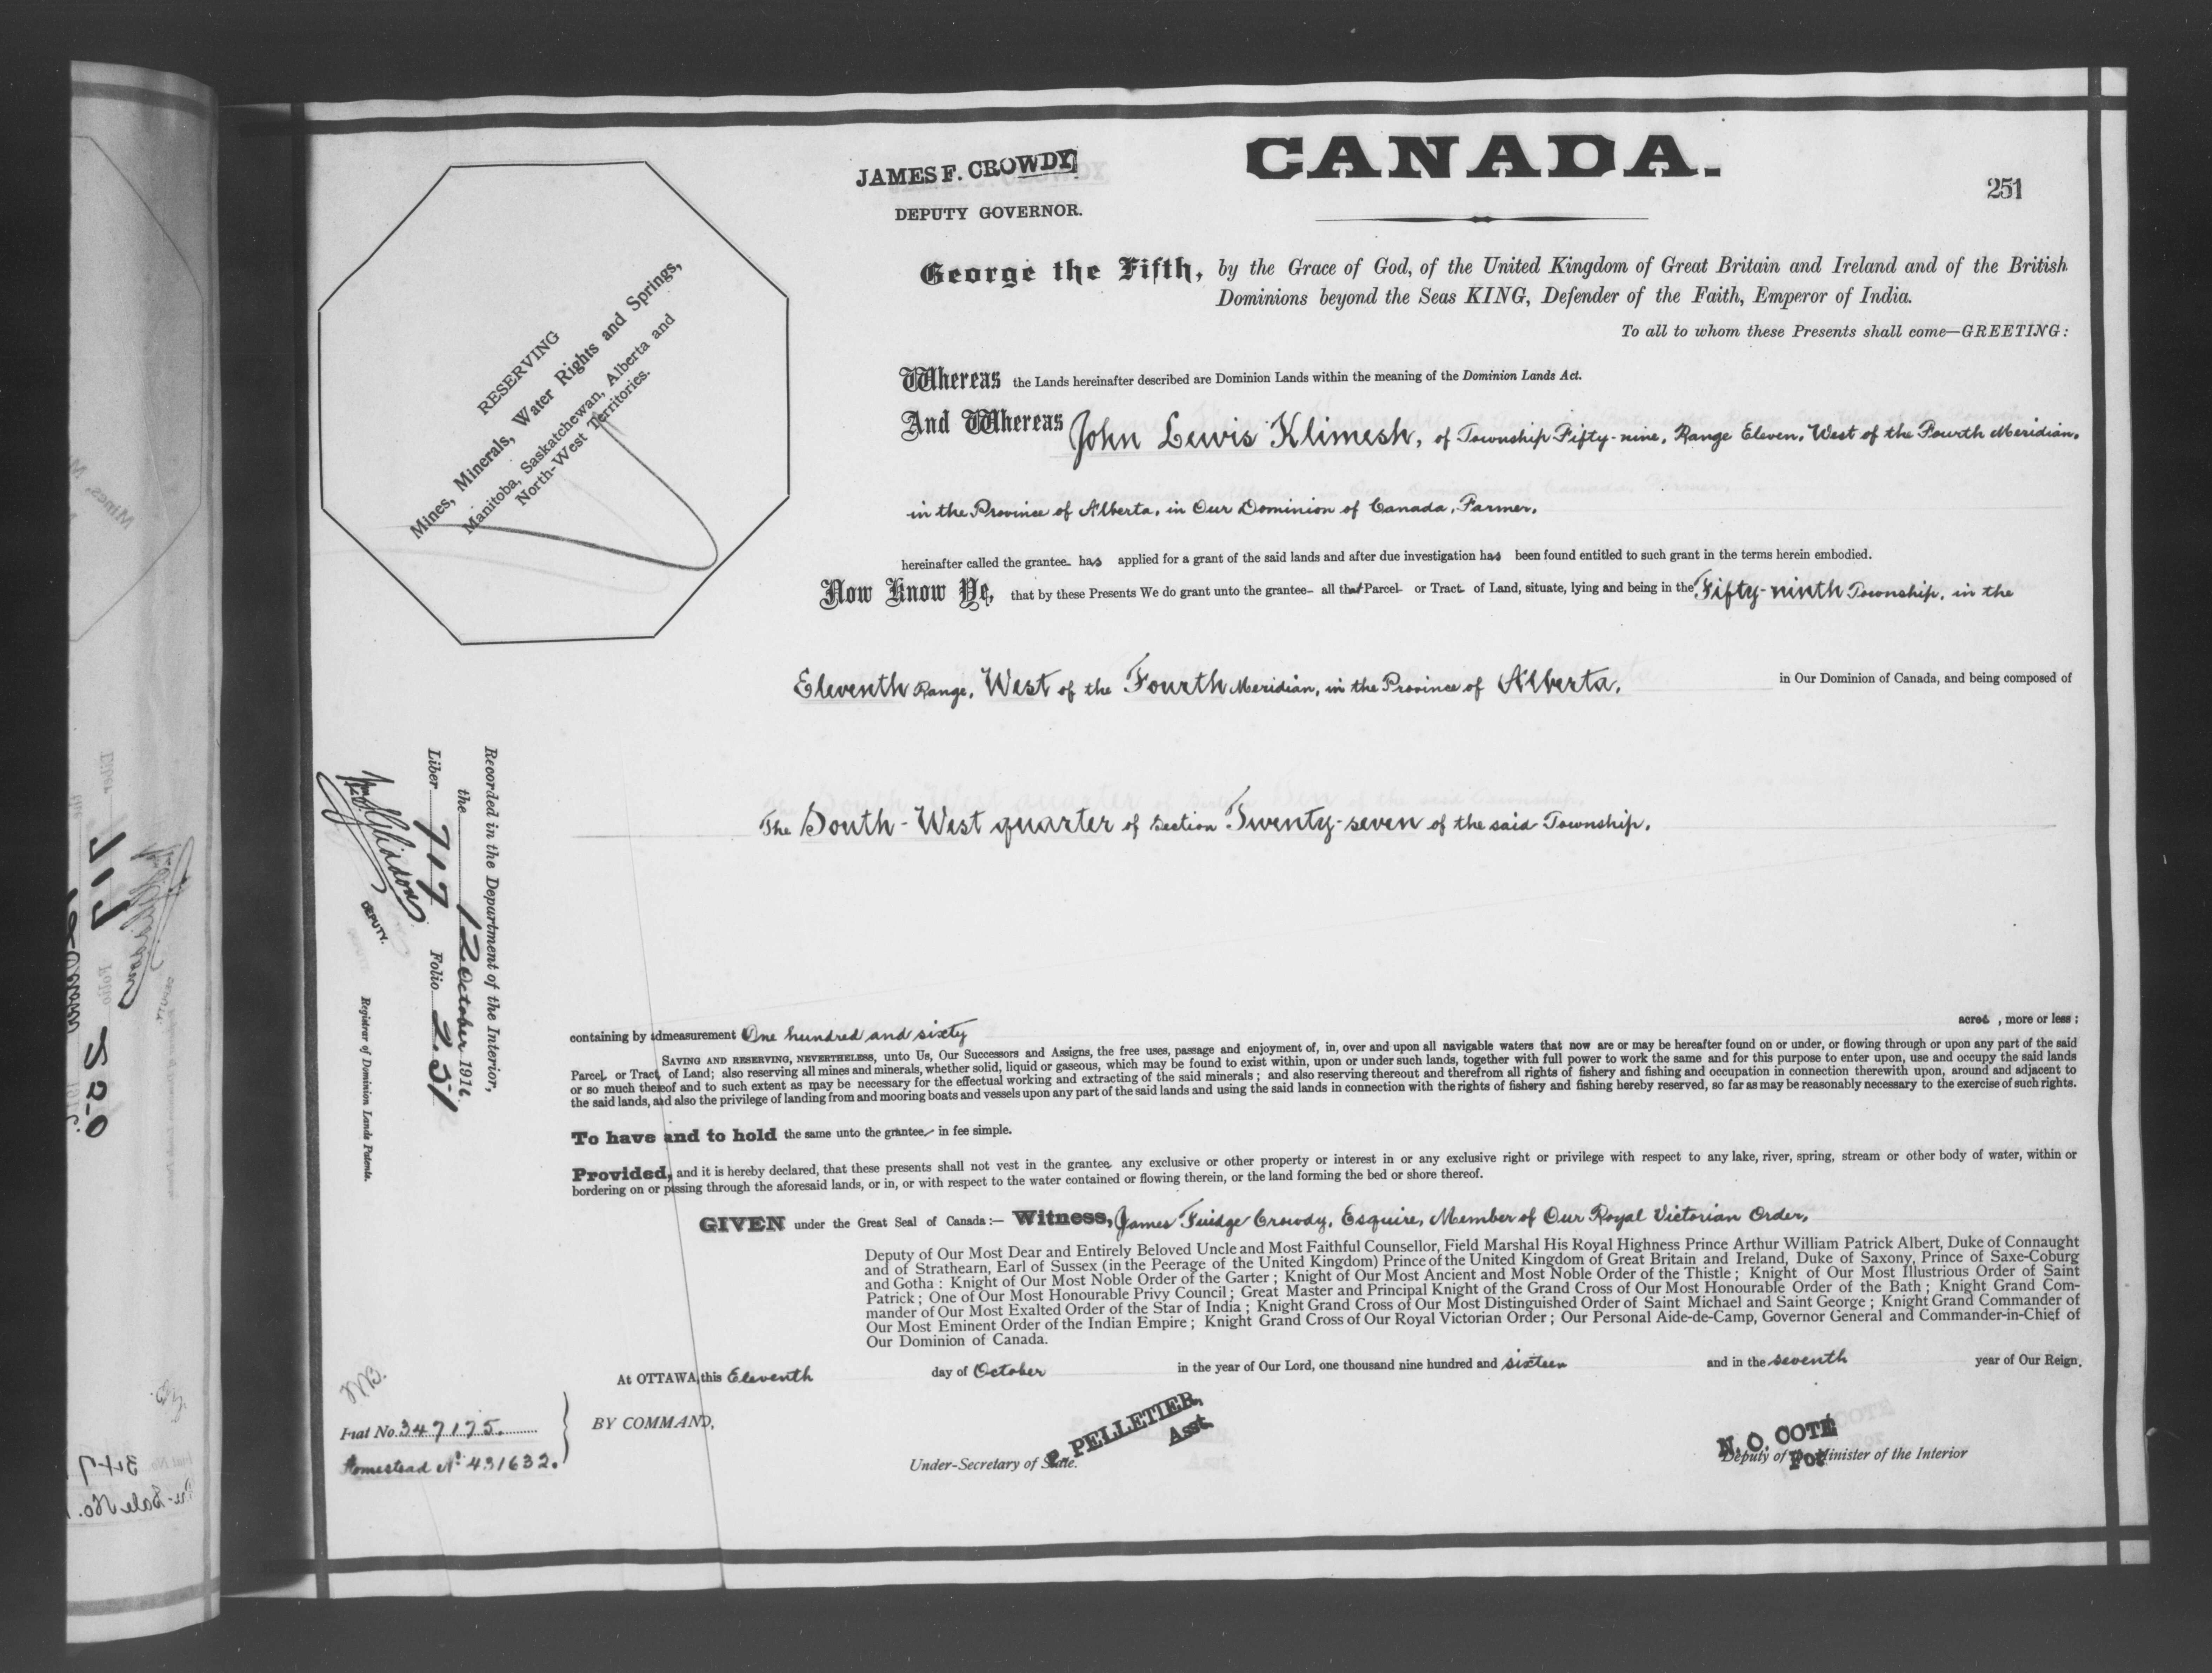 CANADA.
JAMES F. CROWDY
DEPUTY GOVERNOR.
251
RESERVING
Mines, Minerals, Water Rights and Springs,
Manitoba, Saskatchewan, Alberta and
North-West Territories.
George the Fifth, by the Grace of God, of the United Kingdom of Great Britain and Ireland and of the British
Dominions beyond the Seas KING, Defender of the Faith, Emperor of India.
To all to whom these Presents shall come—GREETING:
Whereas the Lands hereinafter described are Dominion Lands within the meaning of the Dominion Lands Act.
And Whereas John Lewis Klimesh, of Township Fifty-nine, Range Eleven, West of the Fourth Meridian,
in the Province of Alberta, in Our Dominion of Canada, Farmer,
hereinafter called the grantee has applied for a grant of the said lands and after due investigation has been found entitled to such grant in the terms herein embodied.
Now Know Ye, that by these Presents We do grant unto the grantee all that Parcel or Tract of Land, situate, lying and being in the Fifty-ninth Township, in the
Eleventh Range, West of the Fourth Meridian, in the Province of Alberta, in Our Dominion of Canada, and being composed of
The South-West quarter of Section Twenty-seven of the said Township.
containing by admeasurement One hundred and sixty acres, more or less;
SAVING AND RESERVING, NEVERTHELESS, unto Us, Our Successors and Assigns, the free uses, passage and enjoyment of, in, over and upon all navigable waters that now are or may be hereafter found on or under, or flowing through or upon any part of the said
Parcel or Tract of Land; also reserving all mines and minerals, whether solid, liquid or gaseous, which may be found to exist within, upon or under such lands, together with full power to work the same and for this purpose to enter upon, use and occupy the said lands
or so much thereof and to such extent as may be necessary for the effectual working and extracting of the said minerals; and also reserving thereout and therefrom all rights of fishery and fishing and occupation in connection therewith upon, around and adjacent to
the said lands, and also the privilege of landing from and mooring boats and vessels upon any part of the said lands and using the said lands in connection with the rights of fishery and fishing hereby reserved, so far as may be reasonably necessary to the exercise of such rights.
To have and to hold the same unto the grantee in fee simple.
Provided, and it is hereby declared, that these presents shall not vest in the grantee any exclusive or other property or interest in or any exclusive right or privilege with respect to any lake, river, spring, stream or other body of water, within or
bordering on or passing through the aforesaid lands, or in, or with respect to the water contained or flowing therein, or the land forming the bed or shore thereof.
GIVEN under the Great Seal of Canada:— Witness, James Fuidge Crowdy, Esquire, Member of Our Royal Victorian Order,
Deputy of Our Most Dear and Entirely Beloved Uncle and Most Faithful Counsellor, Field Marshal His Royal Highness Prince Arthur William Patrick Albert, Duke of Connaught
and of Strathearn, Earl of Sussex (in the Peerage of the United Kingdom) Prince of the United Kingdom of Great Britain and Ireland, Duke of Saxony, Prince of Saxe-Coburg
and Gotha: Knight of Our Most Noble Order of the Garter; Knight of Our Most Ancient and Most Noble Order of the Thistle; Knight of Our Most Illustrious Order of Saint
Patrick; One of Our Most Honourable Privy Council; Great Master and Principal Knight of the Grand Cross of Our Most Honourable Order of the Bath; Knight Grand Com-
mander of Our Most Exalted Order of the Star of India; Knight Grand Cross of Our Most Distinguished Order of Saint Michael and Saint George; Knight Grand Commander of
Our Most Eminent Order of the Indian Empire; Knight Grand Cross of Our Royal Victorian Order; Our Personal Aide-de-Camp, Governor General and Commander-in-Chief of
Our Dominion of Canada.
At OTTAWA, this Eleventh day of October in the year of Our Lord, one thousand nine hundred and sixteen and in the seventh year of Our Reign.
BY COMMAND,
P. PELLETIER,
Asst.
Under-Secretary of State.
N. O. COTÉ
For
Deputy of the Minister of the Interior
Fiat No. 347175.
Homestead No. 431632.
Recorded in the Department of the Interior,
the 12 October 1916
Liber 717 Folio 251
DEPUTY.
Registrar of Dominion Lands Patents.